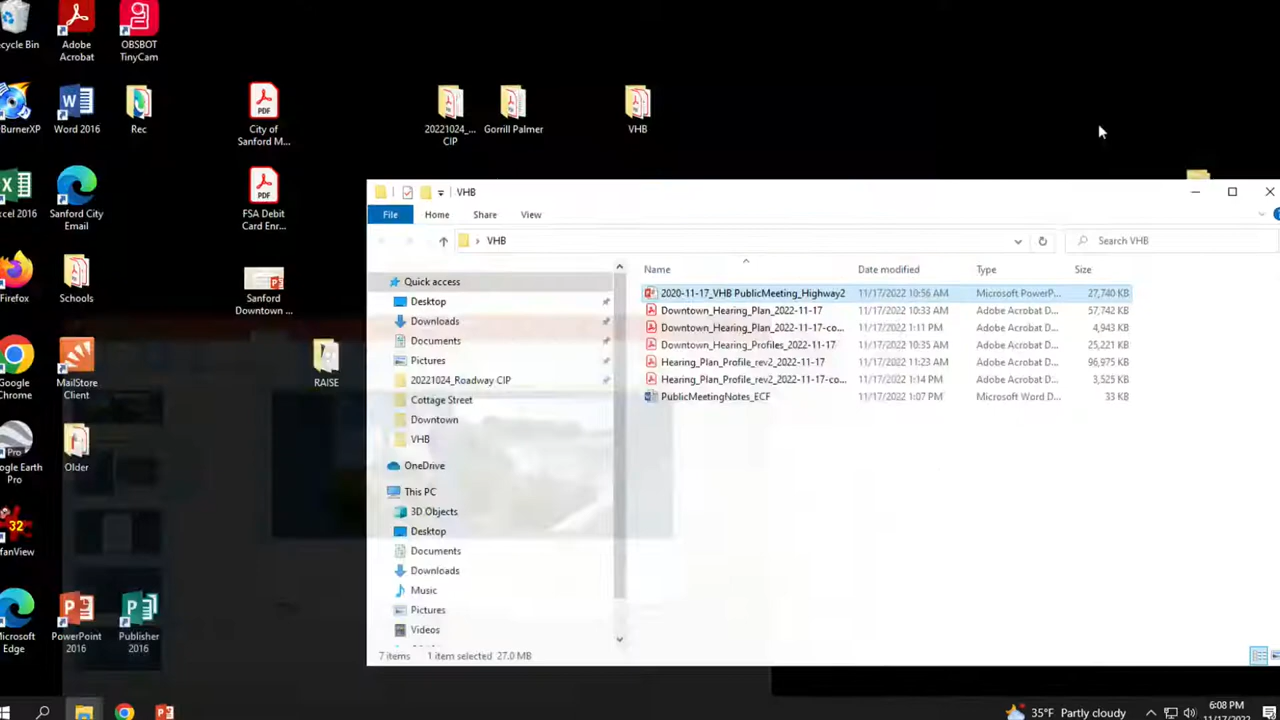 ecycle Bin
Adobe Acrobat
OBSBOT TinyCam
BurnerXP
Word 2016
Rec
City of Sanford M...
20221024_... CIP
Gorrill Palmer
VHB
xcel 2016
Sanford City Email
FSA Debit Card Enr...
Firefox
Schools
Sanford Downtown ...
Google Chrome
MailStore Client
RAISE
oogle Earth Pro
Older
rfanView
Microsoft Edge
PowerPoint 2016
Publisher 2016
VHB
File
Home
Share
View
VHB
Search VHB
Name
Date modified
Type
Size
2020-11-17_VHB PublicMeeting_Highway2
11/17/2022 10:56 AM
Microsoft PowerP...
27,740 KB
Downtown_Hearing_Plan_2022-11-17
11/17/2022 10:33 AM
Adobe Acrobat D...
57,742 KB
Downtown_Hearing_Plan_2022-11-17-co...
11/17/2022 1:11 PM
Adobe Acrobat D...
4,943 KB
Downtown_Hearing_Profiles_2022-11-17
11/17/2022 10:35 AM
Adobe Acrobat D...
25,221 KB
Hearing_Plan_Profile_rev2_2022-11-17
11/17/2022 11:23 AM
Adobe Acrobat D...
96,975 KB
Hearing_Plan_Profile_rev2_2022-11-17-co...
11/17/2022 1:14 PM
Adobe Acrobat D...
3,525 KB
PublicMeetingNotes_ECF
11/17/2022 1:07 PM
Microsoft Word D...
33 KB
Quick access
Desktop
Downloads
Documents
Pictures
20221024_Roadway CIP
Cottage Street
Downtown
VHB
OneDrive
This PC
3D Objects
Desktop
Documents
Downloads
Music
Pictures
Videos
7 items
1 item selected 27.0 MB
35°F Partly cloudy
6:08 PM
11/17/2022